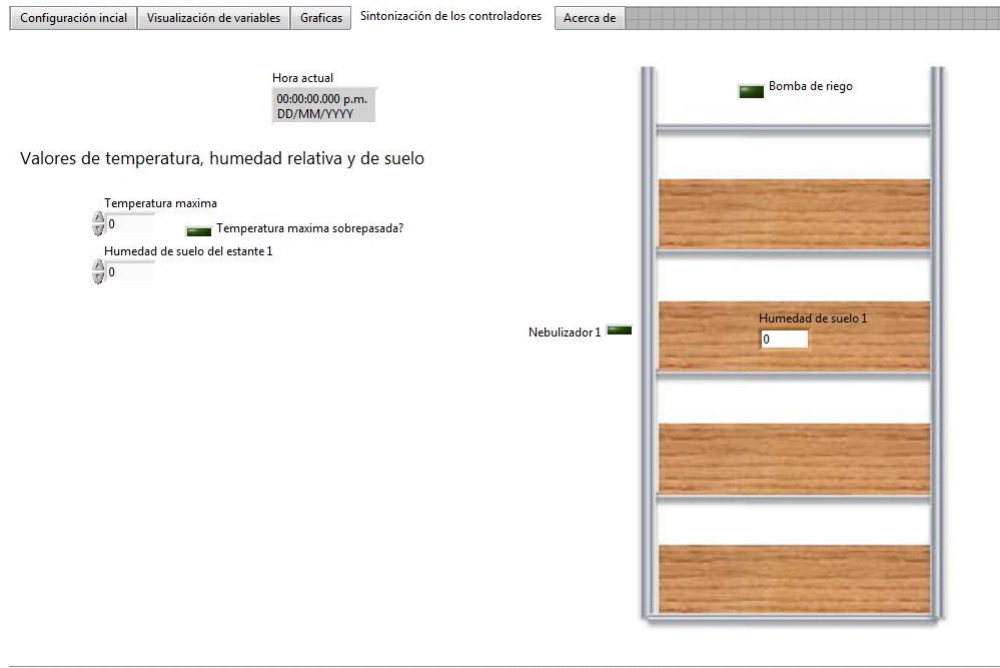 Configuración incial
Visualización de variables
Graficas
Sintonización de los controladores
Acerca de
Hora actual
00:00:00.000 p.m.
DD/MM/YYYY
Bomba de riego
Valores de temperatura, humedad relativa y de suelo
Temperatura maxima
0
Temperatura maxima sobrepasada?
Humedad de suelo del estante 1
0
Nebulizador 1
Humedad de suelo 1
0